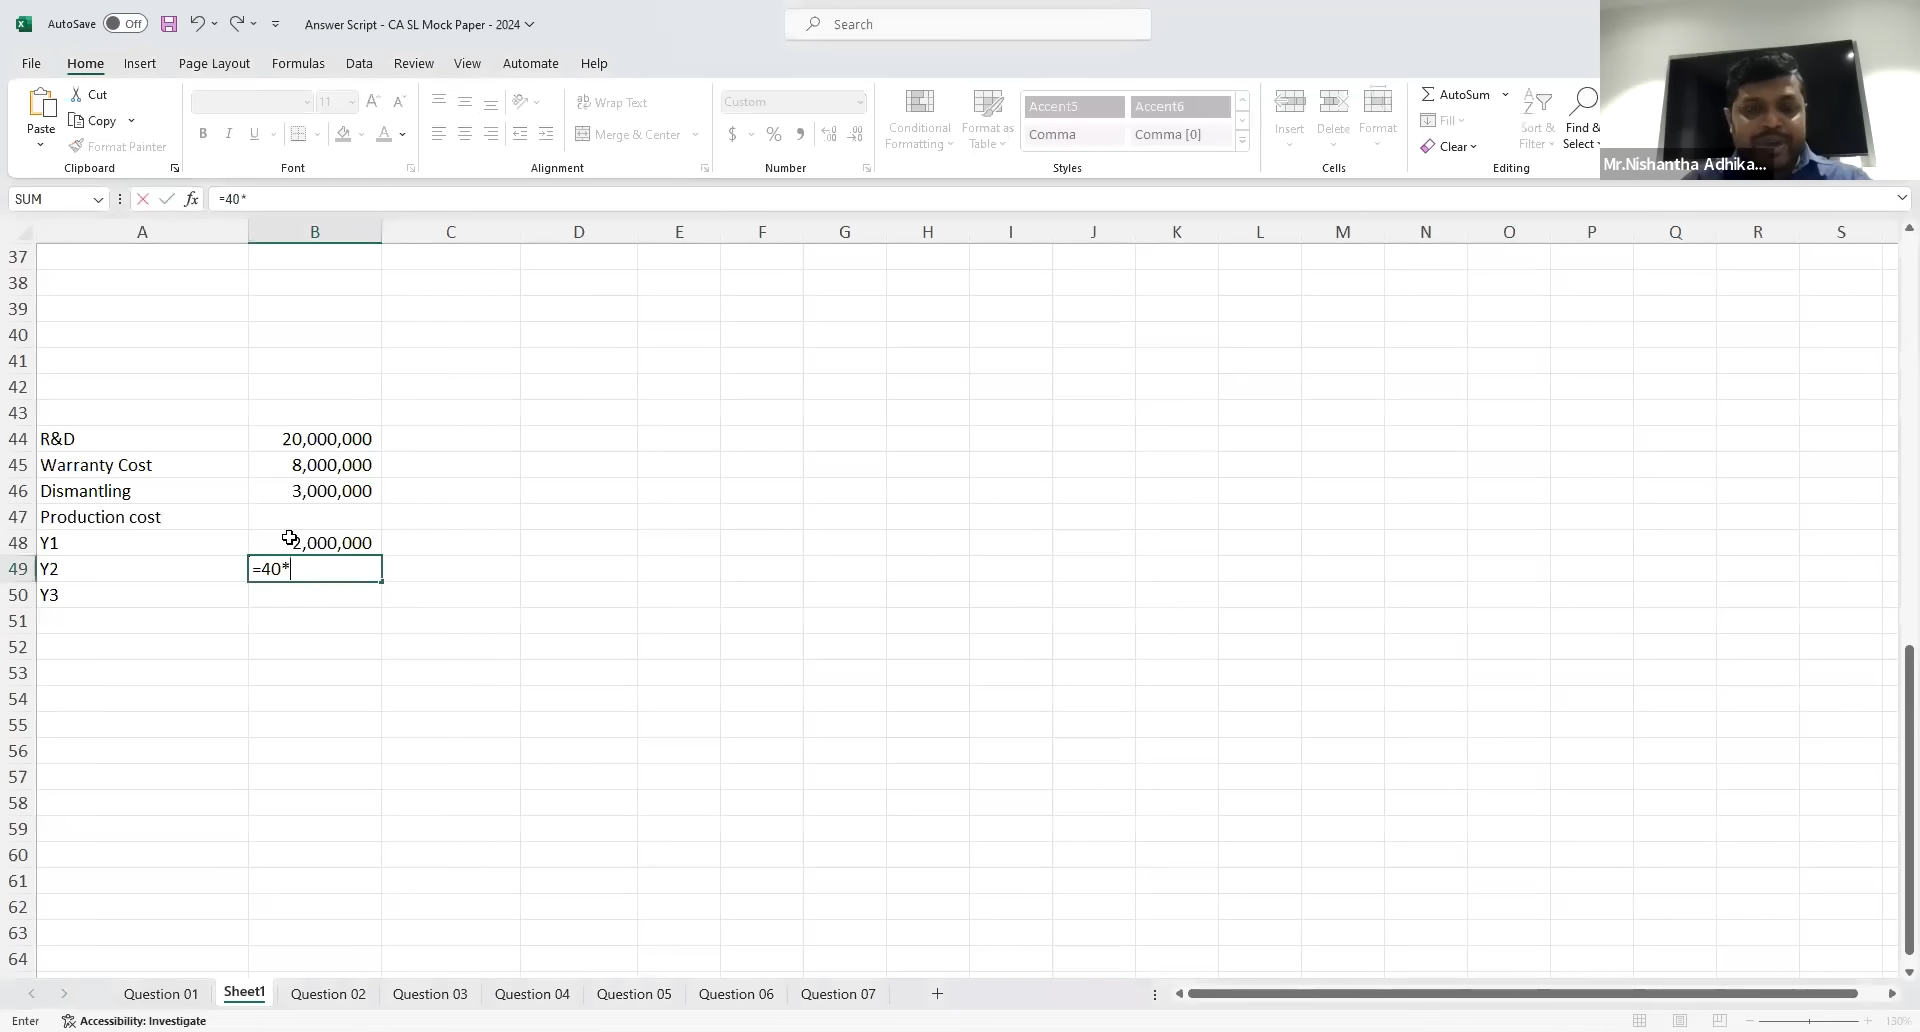 AutoSave Off Answer Script - CA SL Mock Paper - 2024 Search
File Home Insert Page Layout Formulas Data Review View Automate Help
Paste Cut Copy Format Painter
Clipboard
11 A A
B I U A
Font
Wrap Text
Merge & Center
Alignment
Custom
$ %
Number
Conditional Formatting
Format as Table
Accent5 Accent6
Comma Comma [0]
Styles
Insert Delete Format
Cells
AutoSum
Fill
Clear
Sort & Filter
Find & Select
Editing
Mr.Nishantha Adhika...
SUM fx =40*
A B C D E F G H I J K L M N O P Q R S
37
38
39
40
41
42
43
44 R&D 20,000,000
45 Warranty Cost 8,000,000
46 Dismantling 3,000,000
47 Production cost
48 Y1 2,000,000
49 Y2 =40*
50 Y3
51
52
53
54
55
56
57
58
59
60
61
62
63
64
Question 01 Sheet1 Question 02 Question 03 Question 04 Question 05 Question 06 Question 07
Enter Accessibility: Investigate 130%